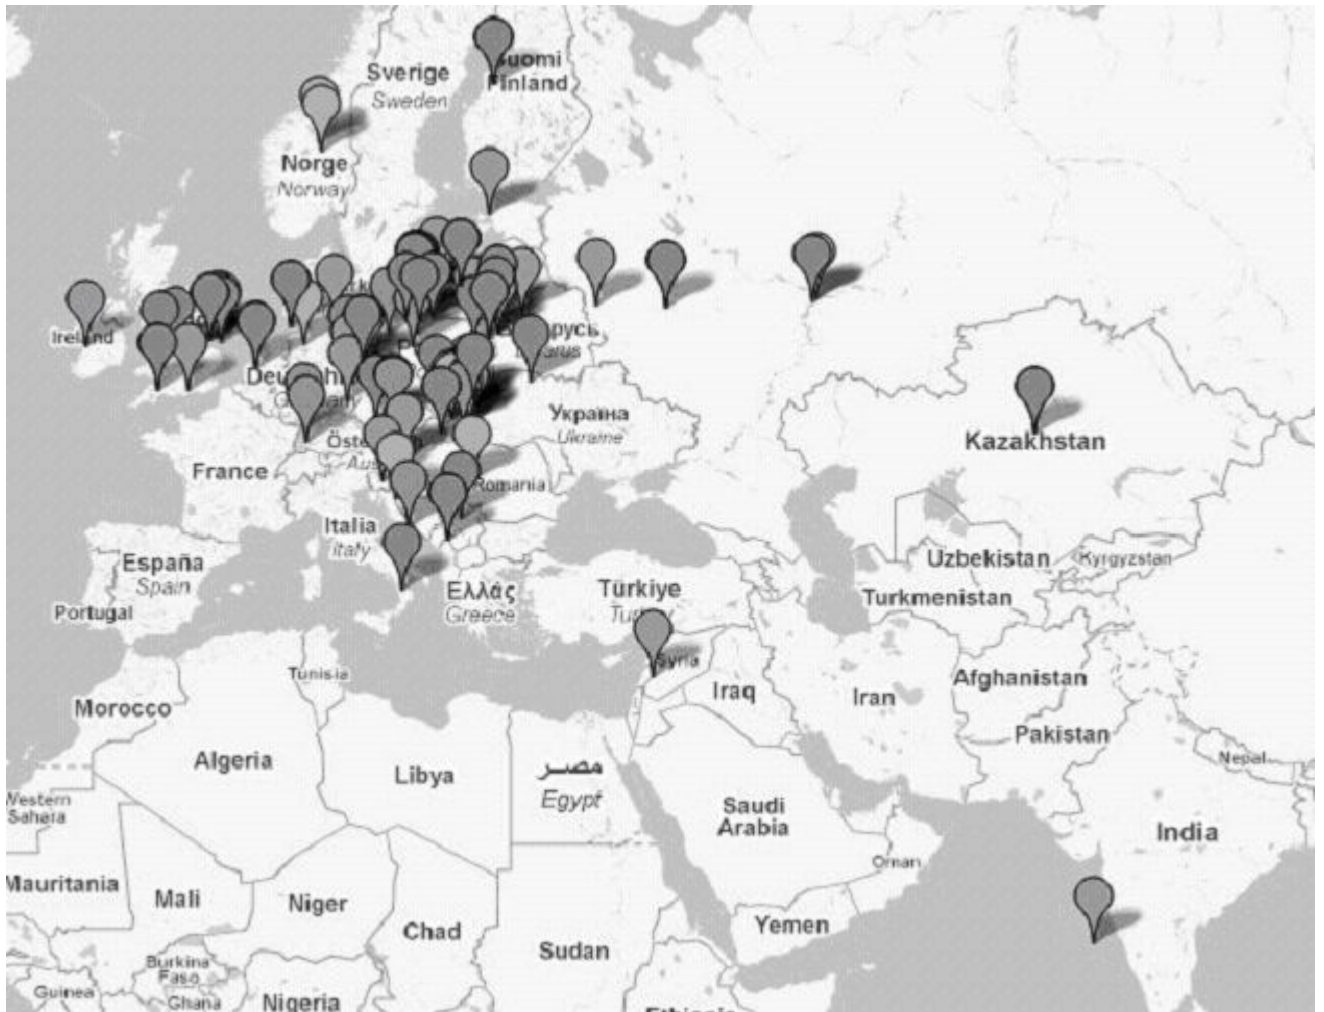 Sverige
Sweden
Suomi
Finland
Norge
Norway
Ireland
France
Україна
Ukraine
Kazakhstan
Romania
Italia
Italy
España
Spain
Portugal
Ελλάς
Greece
Türkiye
Uzbekistan
Kyrgyzstan
Turkmenistan
Tunisia
Syria
Iraq
Iran
Afghanistan
Pakistan
Nepal
Morocco
Algeria
Libya
مصر
Egypt
Saudi
Arabia
India
Western
Sahara
Mauritania
Mali
Niger
Chad
Sudan
Yemen
Oman
Burkina
Faso
Guinea
Ghana
Nigeria